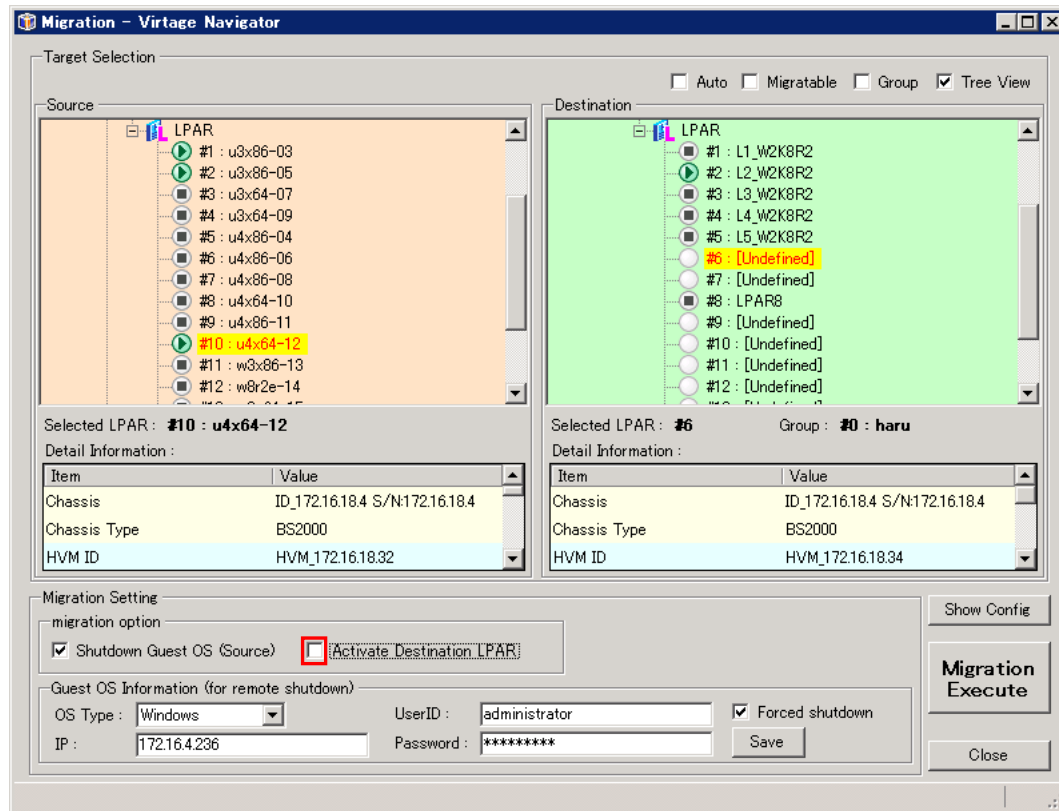 Migration - Virtage Navigator
Target Selection
Auto Migratable Group Tree View
Source
LPAR
#1 : u3x86-03
#2 : u3x86-05
#3 : u3x64-07
#4 : u3x64-09
#5 : u4x86-04
#6 : u4x86-06
#7 : u4x86-08
#8 : u4x64-10
#9 : u4x86-11
#10 : u4x64-12
#11 : w3x86-13
#12 : w8r2e-14
Selected LPAR : #10 : u4x64-12
Detail Information :
Item Value
Chassis ID_172.16.18.4 S/N:172.16.18.4
Chassis Type BS2000
HVM ID HVM_172.16.18.32
Destination
LPAR
#1 : L1_W2K8R2
#2 : L2_W2K8R2
#3 : L3_W2K8R2
#4 : L4_W2K8R2
#5 : L5_W2K8R2
#6 : [Undefined]
#7 : [Undefined]
#8 : LPAR8
#9 : [Undefined]
#10 : [Undefined]
#11 : [Undefined]
#12 : [Undefined]
Selected LPAR : #6 Group : #0 : haru
Detail Information :
Item Value
Chassis ID_172.16.18.4 S/N:172.16.18.4
Chassis Type BS2000
HVM ID HVM_172.16.18.34
Migration Setting
migration option
Shutdown Guest OS (Source) Activate Destination LPAR
Guest OS Information (for remote shutdown)
OS Type : Windows UserID : administrator Forced shutdown
IP : 172.16.4.236 Password : ********* Save
Show Config
Migration
Execute
Close